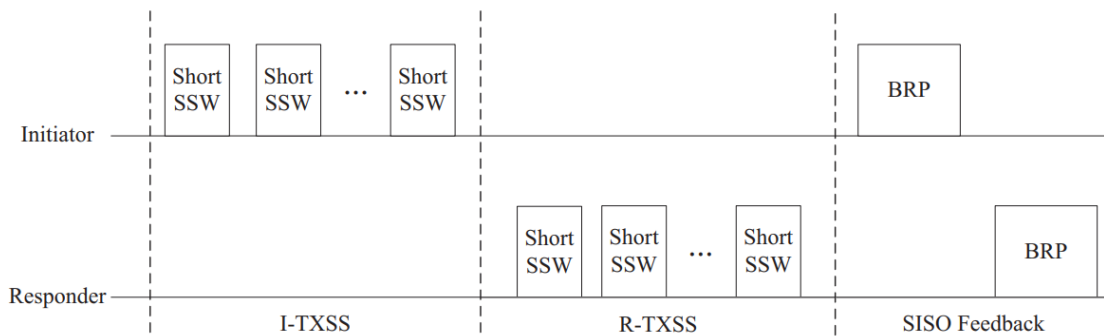 Short
SSW
Short
SSW
...
Short
SSW
BRP
Initiator
Short
SSW
Short
SSW
...
Short
SSW
BRP
Responder
I-TXSS
R-TXSS
SISO Feedback